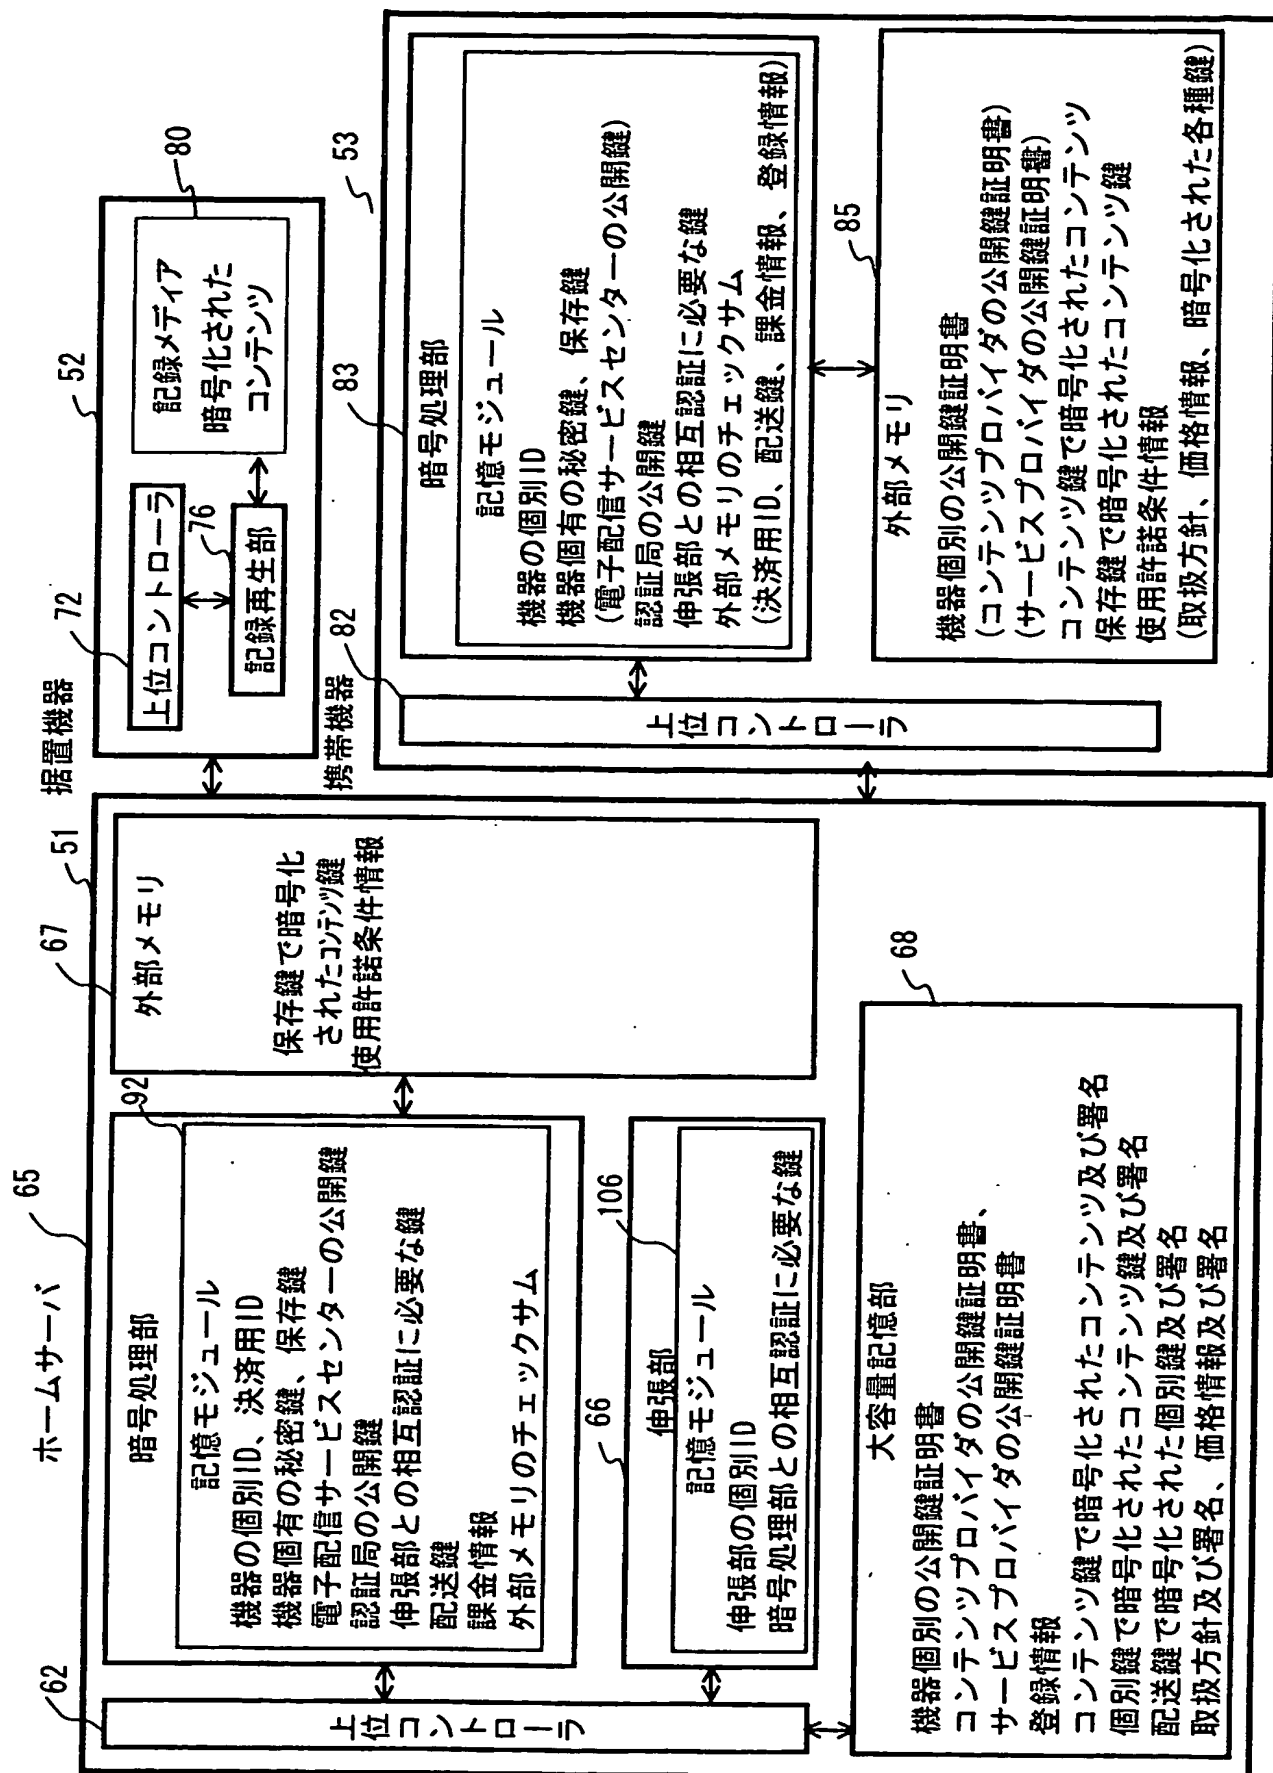 ホームサーバ
65
51
62
上位コントローラ
暗号処理部
92
記憶モジュール
機器の個別ID、決済用ID
機器個有の秘密鍵、保存鍵
電子配信サービスセンターの公開鍵
認証局の公開鍵
伸張部との相互認証に必要な鍵
配送鍵
課金情報
外部メモリのチェックサム
67
外部メモリ
保存鍵で暗号化
されたコンテンツ鍵
使用許諾条件情報
66
伸張部
106
記憶モジュール
伸張部の個別ID
暗号処理部との相互認証に必要な鍵
68
大容量記憶部
機器個別の公開鍵証明書
コンテンツプロバイダの公開鍵証明書、
サービスプロバイダの公開鍵証明書
登録情報
コンテンツ鍵で暗号化されたコンテンツ及び署名
個別鍵で暗号化されたコンテンツ鍵及び署名
配送鍵で暗号化された個別鍵及び署名
取扱方針及び署名、価格情報及び署名
据置機器
52
72
上位コントローラ
76
記録再生部
80
記録メディア
暗号化された
コンテンツ
携帯機器
53
82
上位コントローラ
83
暗号処理部
記憶モジュール
機器の個別ID
機器個有の秘密鍵、保存鍵
(電子配信サービスセンターの公開鍵)
認証局の公開鍵
伸張部との相互認証に必要な鍵
外部メモリのチェックサム
(決済用ID、配送鍵、課金情報、登録情報)
85
外部メモリ
機器個別の公開鍵証明書
(コンテンツプロバイダの公開鍵証明書)
(サービスプロバイダの公開鍵証明書)
コンテンツ鍵で暗号化されたコンテンツ
保存鍵で暗号化されたコンテンツ鍵
使用許諾条件情報
(取扱方針、価格情報、暗号化された各種鍵)